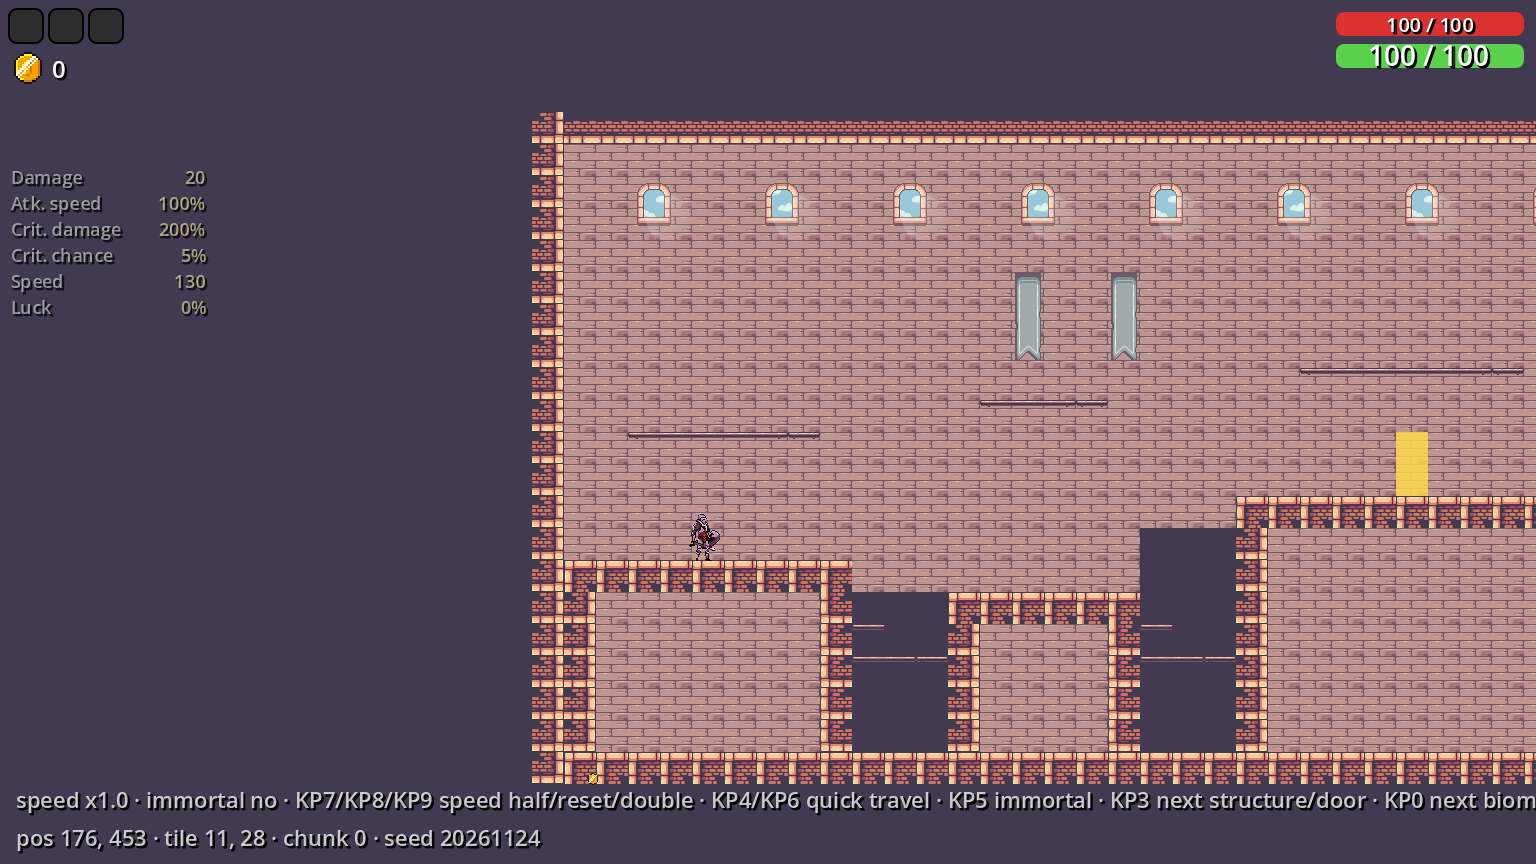 100 / 100
100 / 100
0
Damage 20
Atk. speed 100%
Crit. damage 200%
Crit. chance 5%
Speed 130
Luck 0%
speed x1.0 · immortal no · KP7/KP8/KP9 speed half/reset/double · KP4/KP6 quick travel · KP5 immortal · KP3 next structure/door · KP0 next biom
pos 176, 453 · tile 11, 28 · chunk 0 · seed 20261124